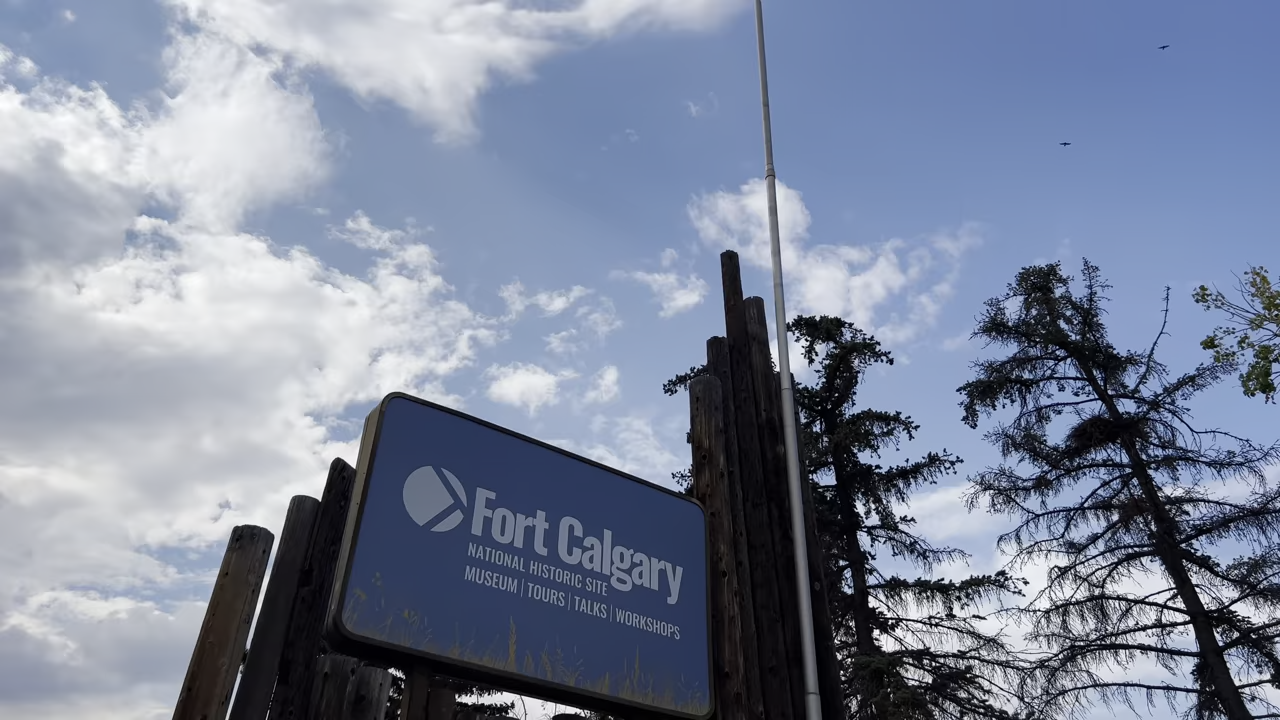 Fort Calgary
NATIONAL HISTORIC SITE
MUSEUM | TOURS | TALKS | WORKSHOPS